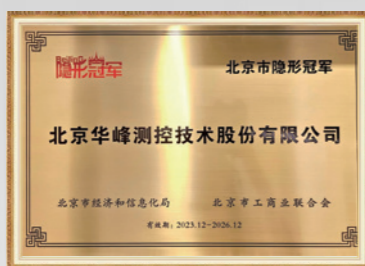 隐形冠军
北京市隐形冠军
北京华峰测控技术股份有限公司
北京市经济和信息化局
北京市工商业联合会
有效期：2023.12-2026.12